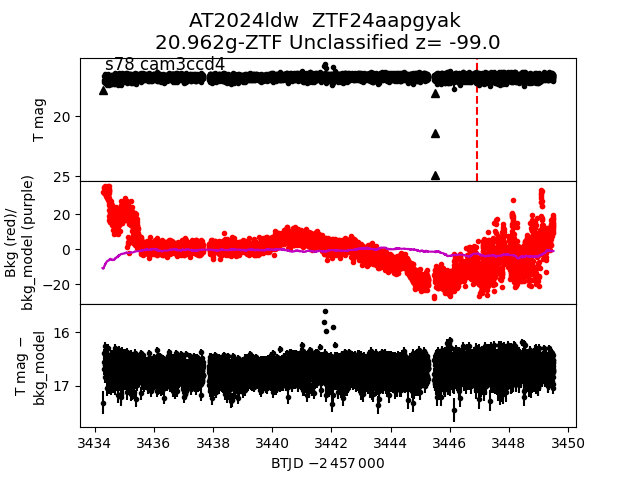 AT2024ldw  ZTF24aapgyak
20.962g-ZTF Unclassified z= -99.0
s78 cam3ccd4
T mag
20
25
Bkg (red)/
bkg_model (purple)
20
0
−20
T mag −
bkg_model
16
17
3434 3436 3438 3440 3442 3444 3446 3448 3450
BTJD −2 457 000